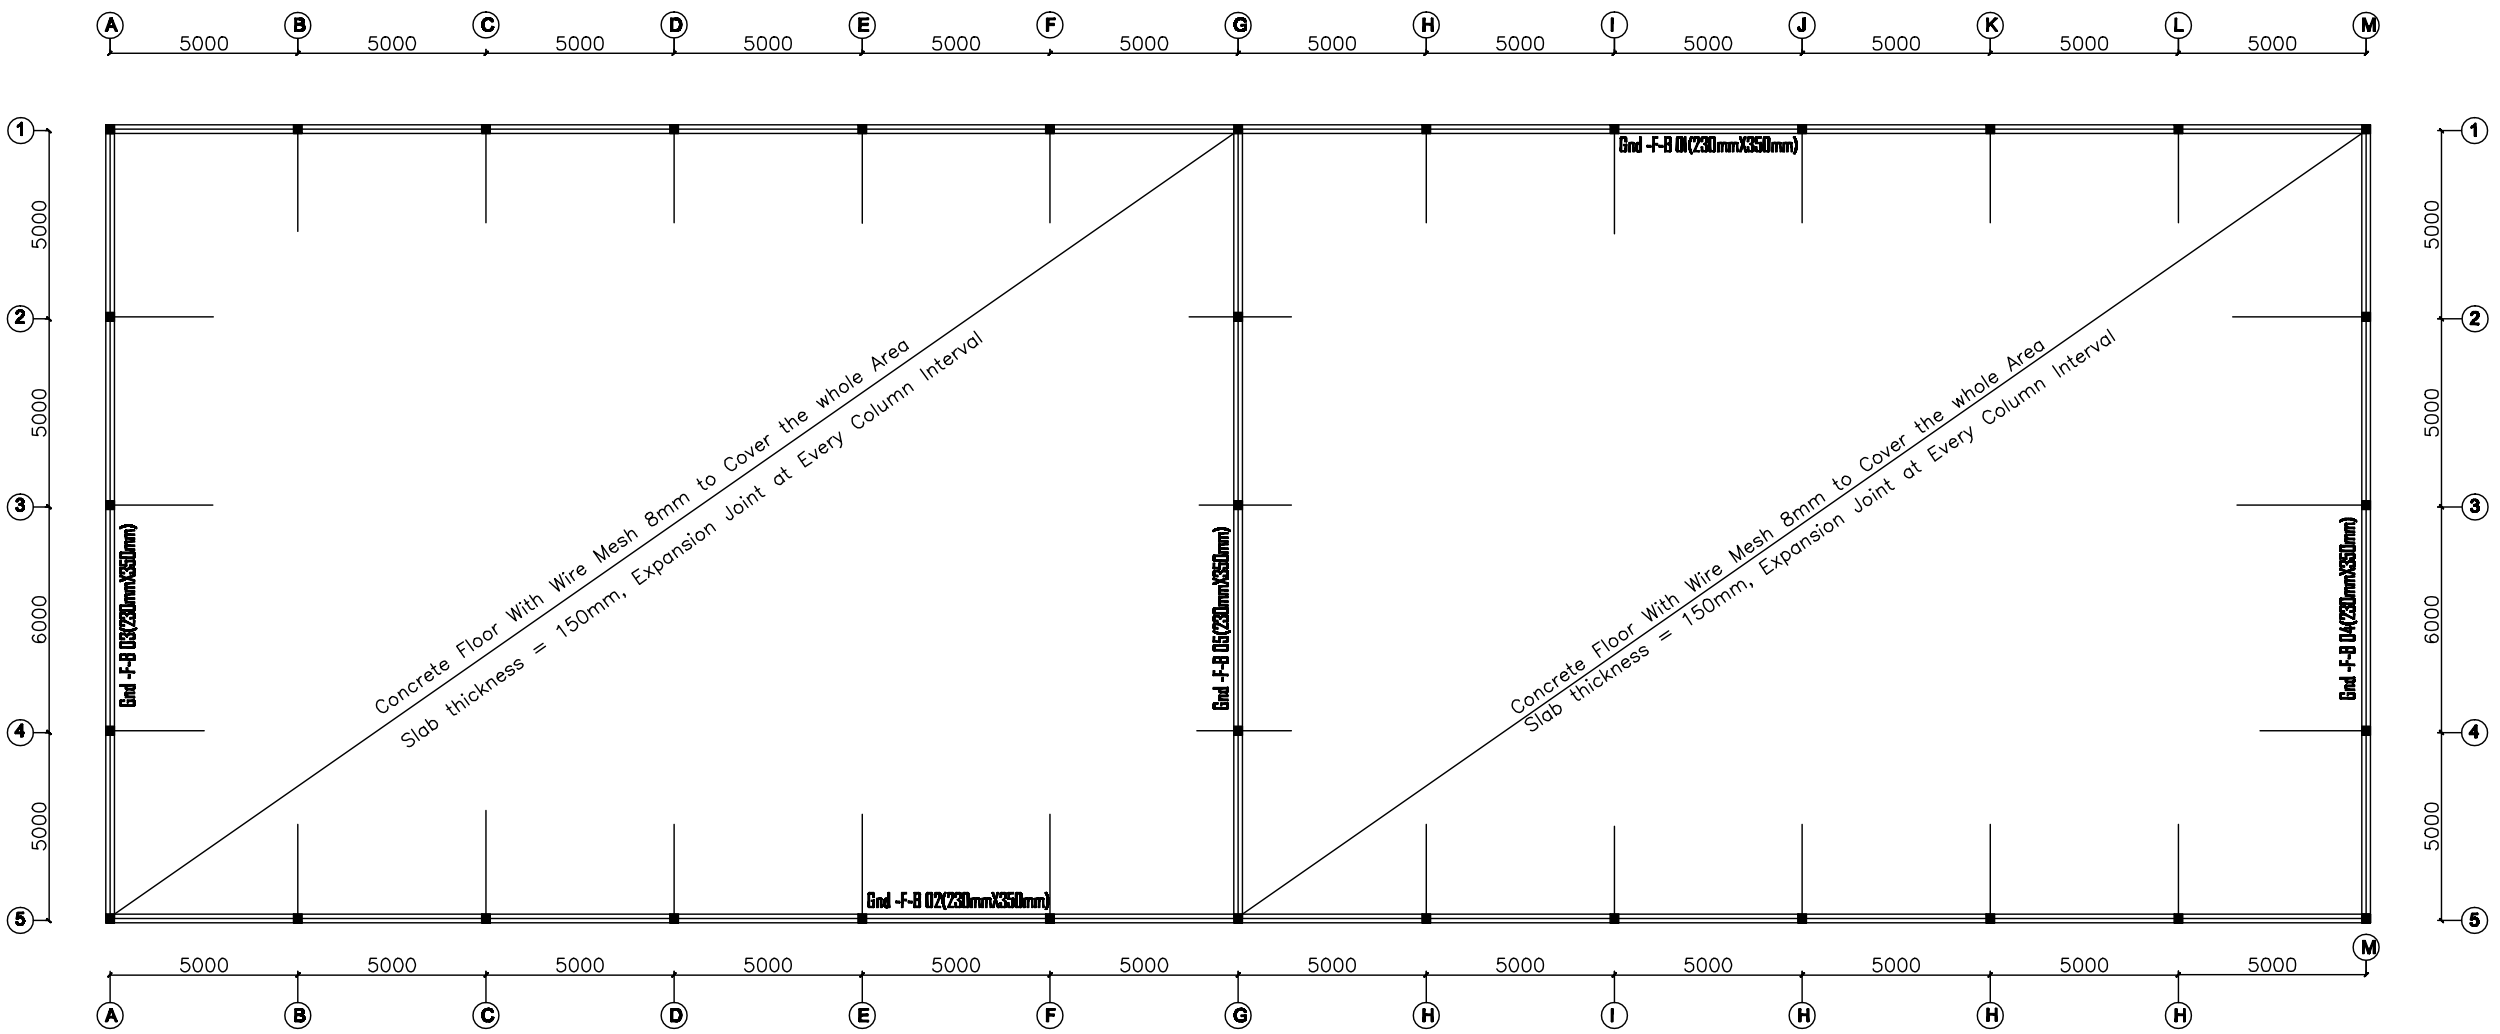 A B C D E F G H I J K L M
5000 5000 5000 5000 5000 5000 5000 5000 5000 5000 5000 5000
1 1
Gnd -F-B 01(230mmX350mm)
5000 5000
2 2
Concrete Floor With Wire Mesh 8mm to Cover the whole Area
Slab thickness = 150mm, Expansion Joint at Every Column Interval
Concrete Floor With Wire Mesh 8mm to Cover the whole Area
Slab thickness = 150mm, Expansion Joint at Every Column Interval
5000 5000
3 3
Gnd -F-B 03(230mmX350mm)
Gnd -F-B 05(230mmX350mm)
Gnd -F-B 04(230mmX350mm)
6000 6000
4 4
5000 5000
Gnd -F-B 02(230mmX350mm)
5 5
M
5000 5000 5000 5000 5000 5000 5000 5000 5000 5000 5000 5000
A B C D E F G H I H H H